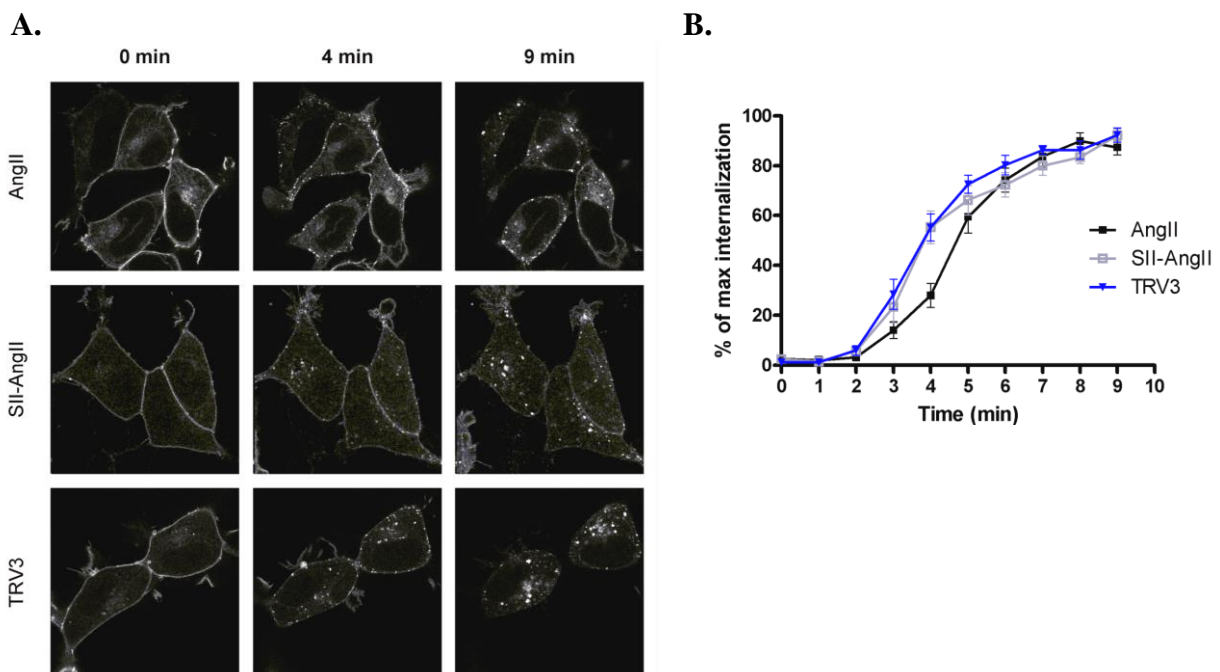 A.
0 min 4 min 9 min
AngII
SII-AngII
TRV3
B.
% of max internalization
100
80
60
40
20
0
0 1 2 3 4 5 6 7 8 9 10
Time (min)
AngII
SII-AngII
TRV3